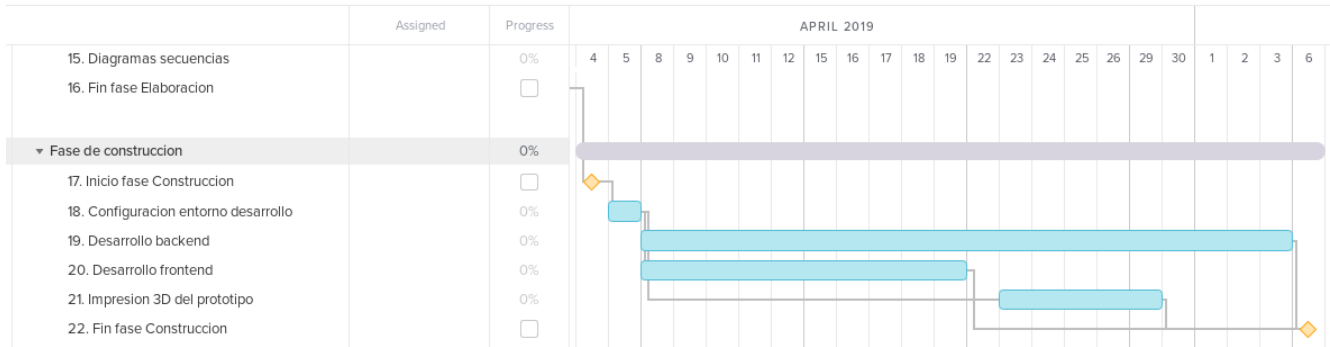 Assigned Progress APRIL 2019
15. Diagramas secuencias 0% 4 5 8 9 10 11 12 15 16 17 18 19 22 23 24 25 26 29 30 1 2 3 6
16. Fin fase Elaboracion
Fase de construccion 0%
17. Inicio fase Construccion
18. Configuracion entorno desarrollo 0%
19. Desarrollo backend 0%
20. Desarrollo frontend 0%
21. Impresion 3D del prototipo 0%
22. Fin fase Construccion